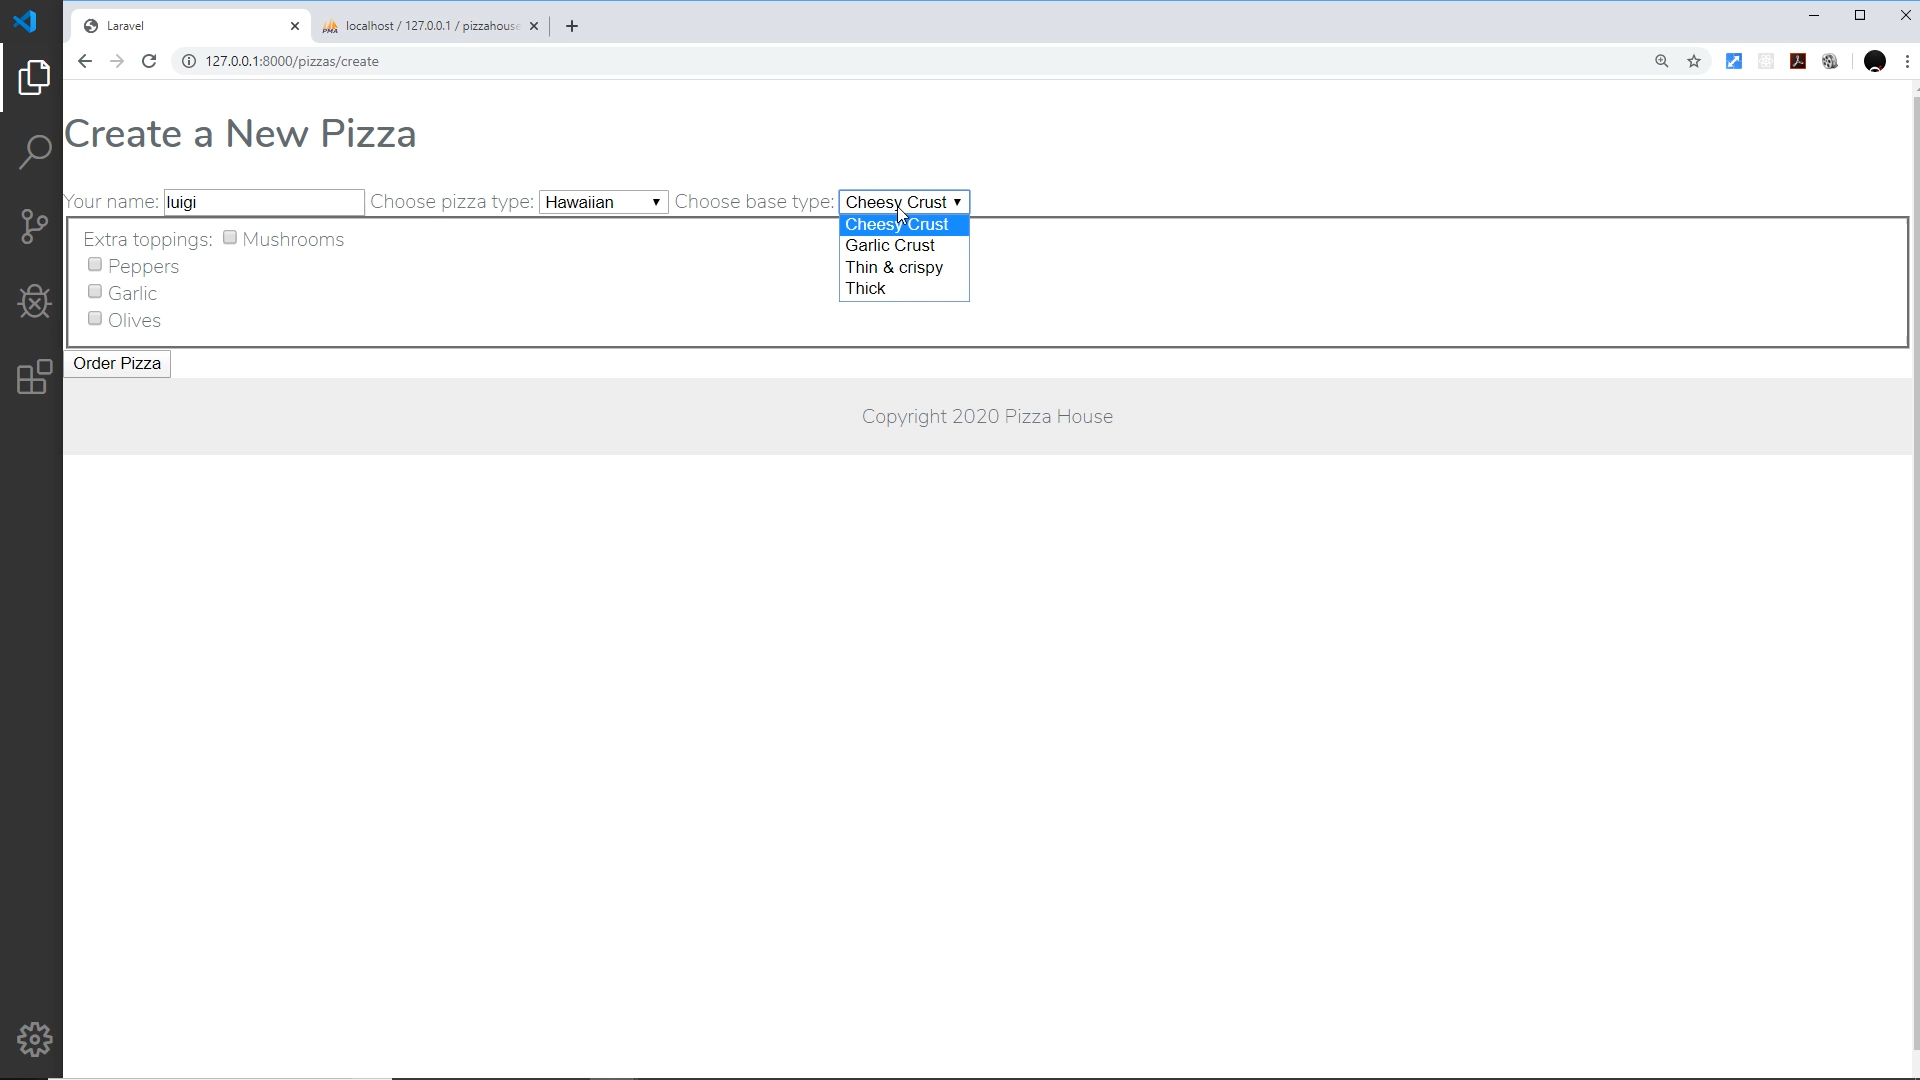 Laravel
localhost / 127.0.0.1 / pizzahouse
127.0.0.1:8000/pizzas/create
Create a New Pizza
Your name: luigi Choose pizza type: Hawaiian Choose base type: Cheesy Crust
Cheesy Crust
Garlic Crust
Thin & crispy
Thick
Extra toppings: Mushrooms
Peppers
Garlic
Olives
Order Pizza
Copyright 2020 Pizza House